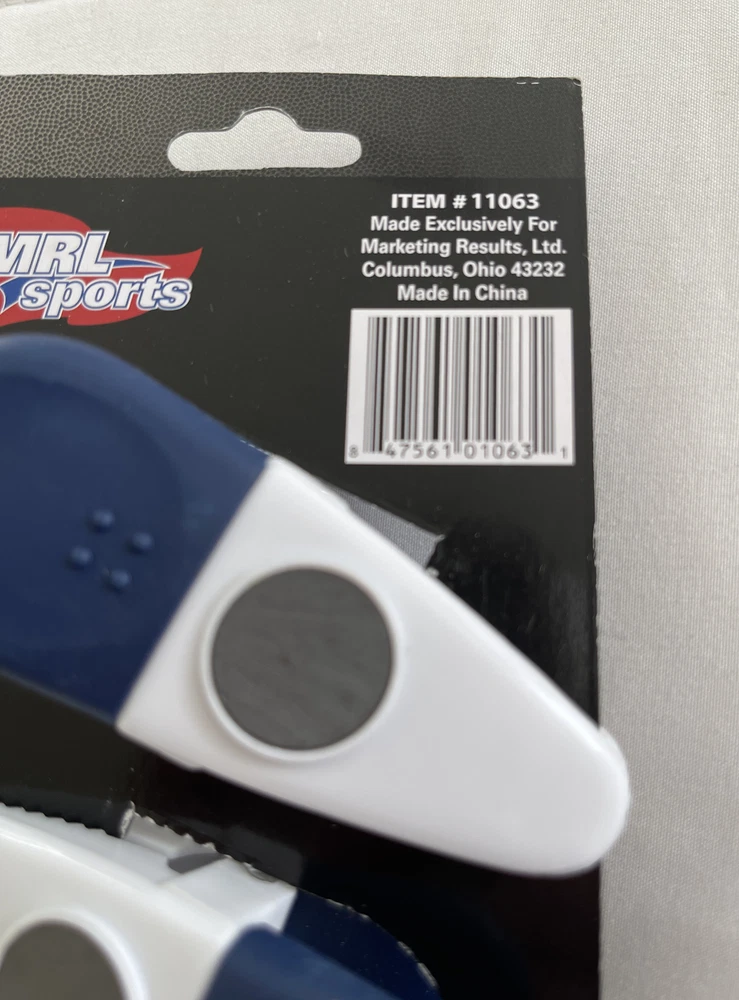 ITEM # 11063
Made Exclusively For
Marketing Results, Ltd.
Columbus, Ohio 43232
Made In China
MRL
sports
8 47561 01063 1